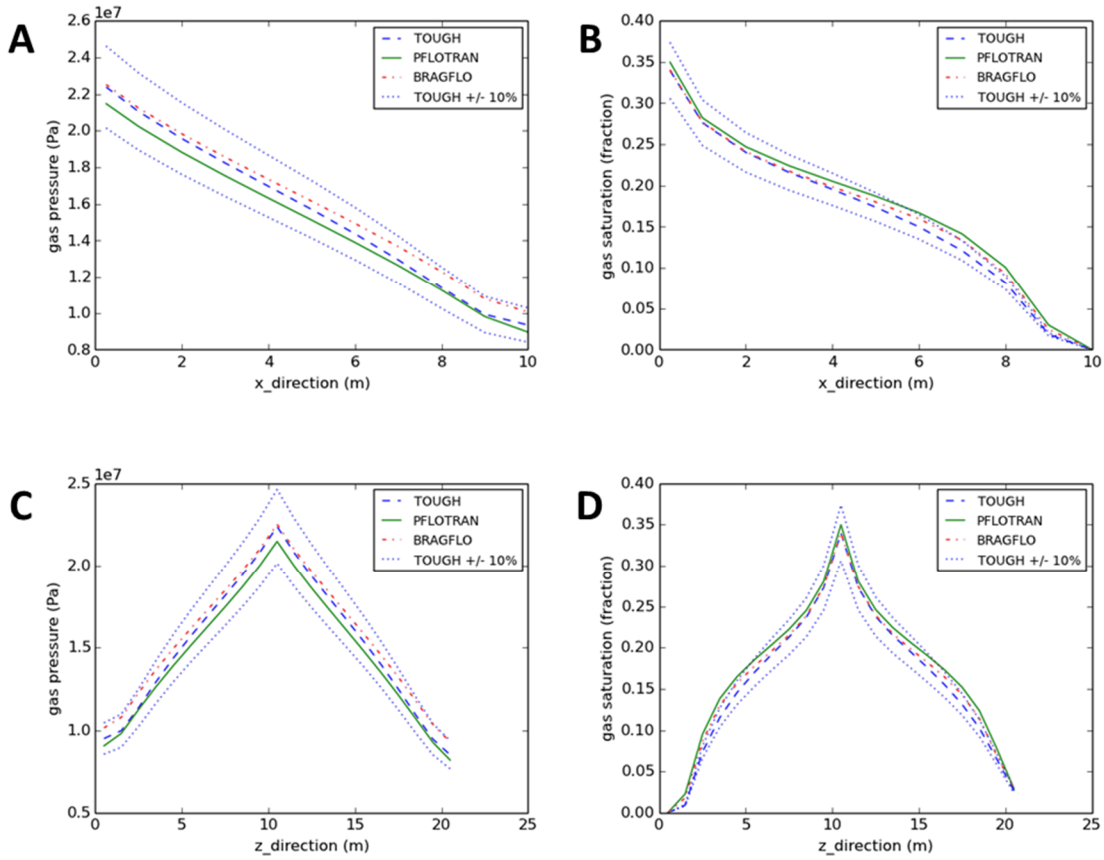 A
1e7
2.6
2.4
2.2
2.0
1.8
1.6
1.4
1.2
0.8
gas pressure (Pa)
0 2 4 6 8 10
x_direction (m)
TOUGH
PFLOTRAN
BRAGFLO
TOUGH +/- 10%
B
0.40
0.35
0.30
0.25
0.20
0.15
0.10
0.05
0.00
gas saturation (fraction)
0 2 4 6 8 10
x_direction (m)
TOUGH
PFLOTRAN
BRAGFLO
TOUGH +/- 10%
C
1e7
2.5
2.0
1.5
1.0
0.5
gas pressure (Pa)
0 5 10 15 20 25
z_direction (m)
TOUGH
PFLOTRAN
BRAGFLO
TOUGH +/- 10%
D
0.40
0.35
0.30
0.25
0.20
0.15
0.10
0.05
0.00
gas saturation (fraction)
0 5 10 15 20 25
z_direction (m)
TOUGH
PFLOTRAN
BRAGFLO
TOUGH +/- 10%